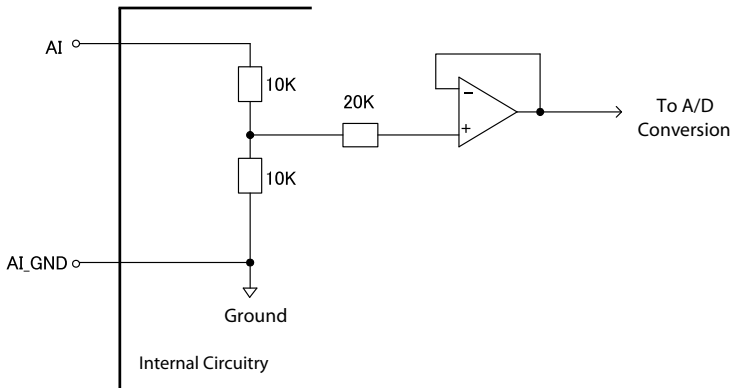 AI
10K
20K
−
+
To A/D
Conversion
10K
AI_GND
Ground
Internal Circuitry